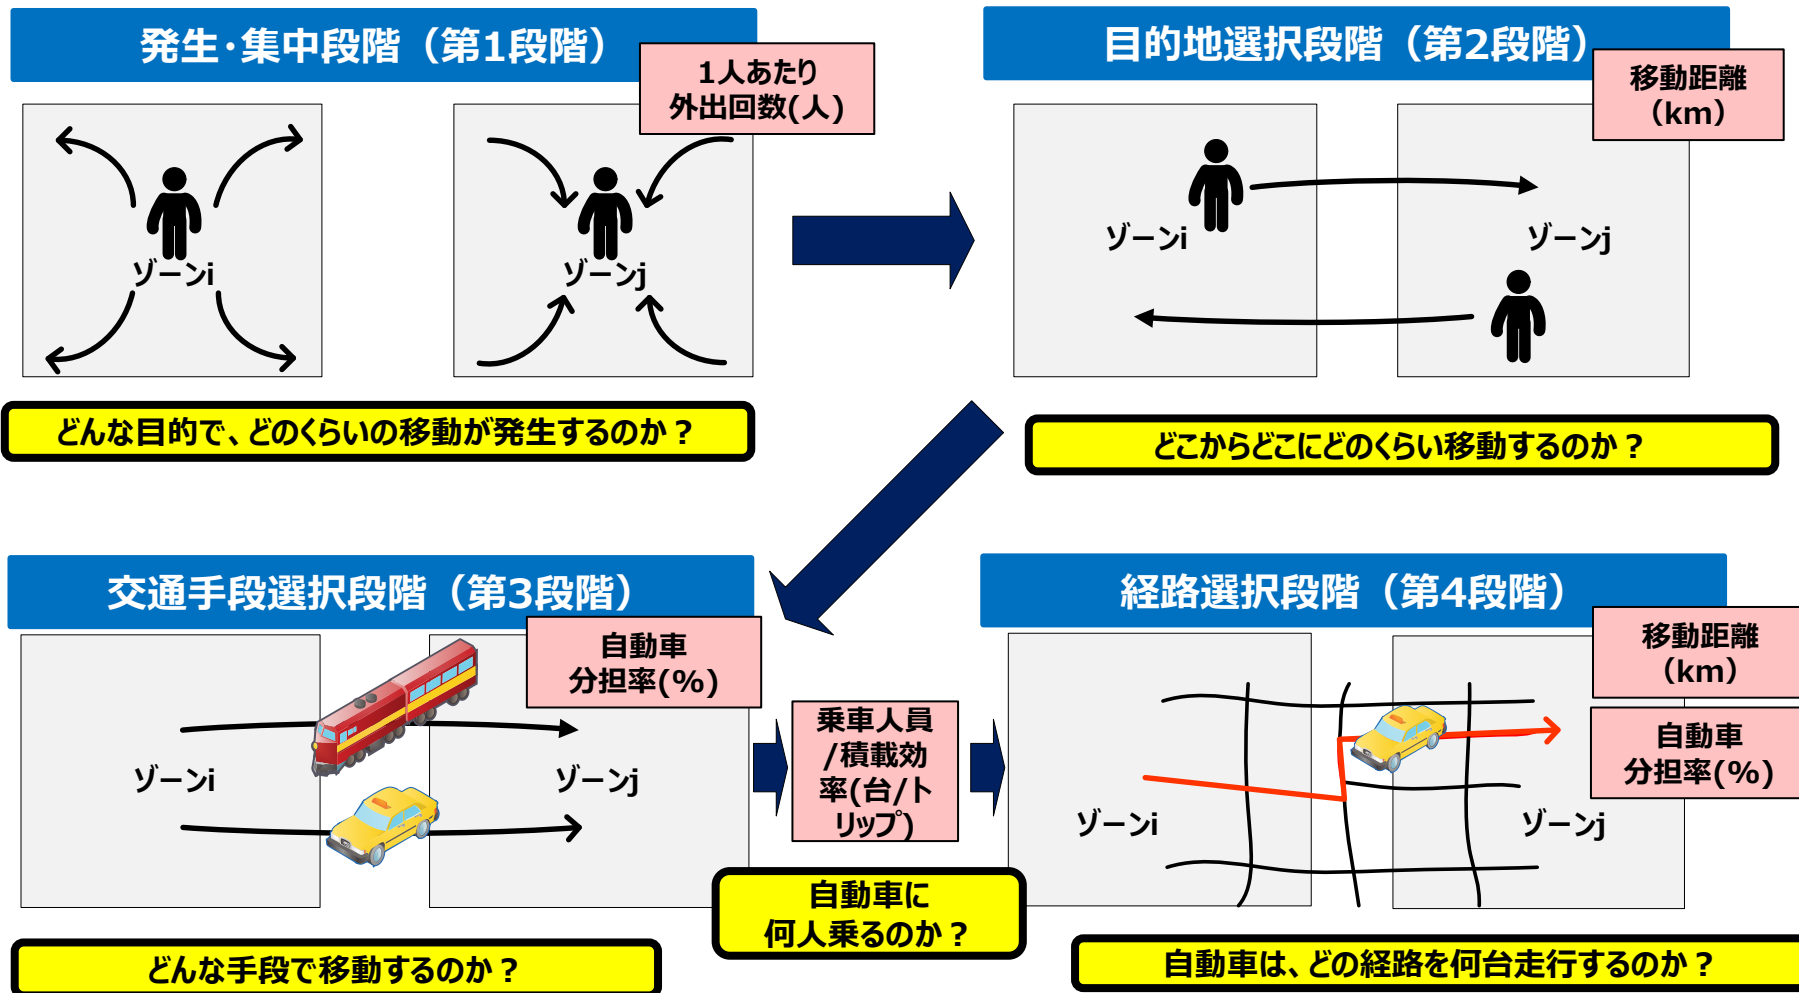 発生･集中段階（第1段階）
1人あたり
外出回数(人)
ゾーンi
ゾーンj
どんな目的で、どのくらいの移動が発生するのか？
目的地選択段階（第2段階）
移動距離
（km）
ゾーンi
ゾーンj
どこからどこにどのくらい移動するのか？
交通手段選択段階（第3段階）
自動車
分担率(%)
ゾーンi
ゾーンj
どんな手段で移動するのか？
乗車人員
/積載効
率(台/ト
リップ)
自動車に
何人乗るのか？
経路選択段階（第4段階）
移動距離
（km）
自動車
分担率(%)
ゾーンi
ゾーンj
自動車は、どの経路を何台走行するのか？